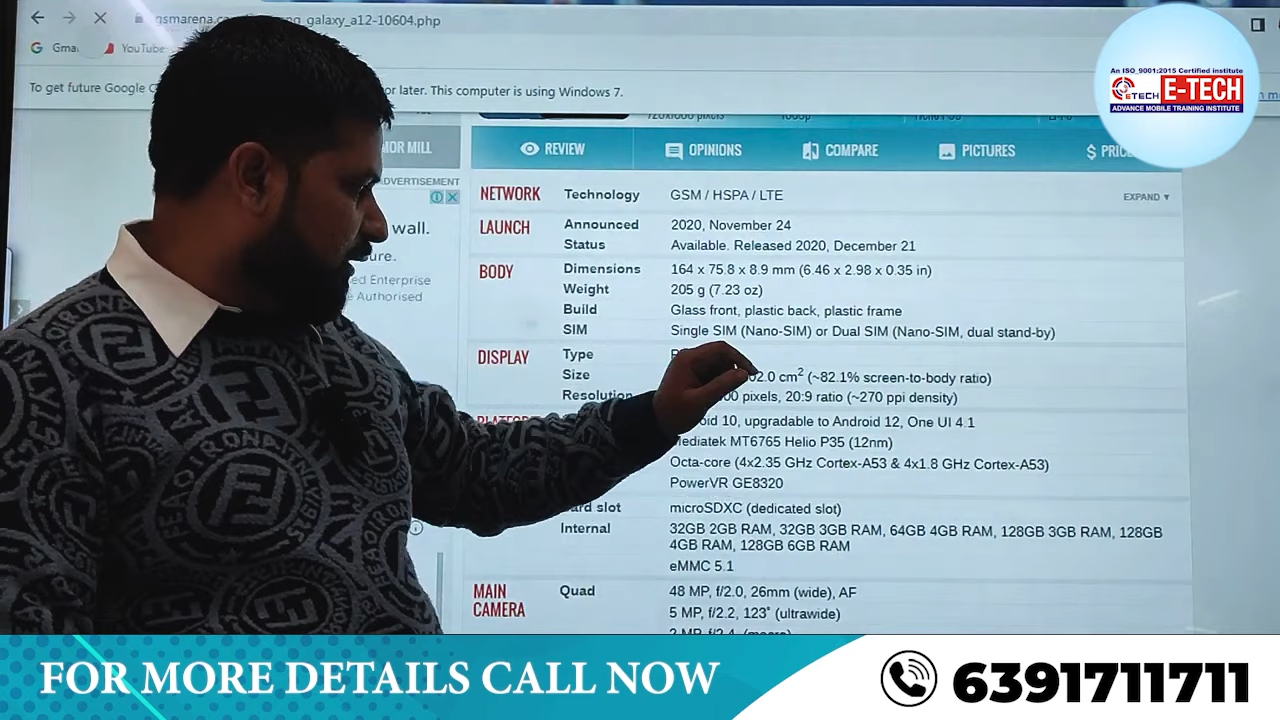 galaxy_a12-10604.php
YouTube
To get future Google
or later. This computer is using Windows 7.
An ISO_9001:2015 Certified institute
ETECH E-TECH
ADVANCE MOBILE TRAINING INSTITUTE
MILL
REVIEW
OPINIONS
COMPARE
PICTURES
wall.
ed Enterprise
Authorised
NETWORK Technology GSM / HSPA / LTE EXPAND ▼
LAUNCH Announced 2020, November 24
Status Available. Released 2020, December 21
BODY Dimensions 164 x 75.8 x 8.9 mm (6.46 x 2.98 x 0.35 in)
Weight 205 g (7.23 oz)
Build Glass front, plastic back, plastic frame
SIM Single SIM (Nano-SIM) or Dual SIM (Nano-SIM, dual stand-by)
DISPLAY Type
Size cm² (~82.1% screen-to-body ratio)
Resolution pixels, 20:9 ratio (~270 ppi density)
10, upgradable to Android 12, One UI 4.1
Mediatek MT6765 Helio P35 (12nm)
Octa-core (4x2.35 GHz Cortex-A53 & 4x1.8 GHz Cortex-A53)
PowerVR GE8320
slot microSDXC (dedicated slot)
Internal 32GB 2GB RAM, 32GB 3GB RAM, 64GB 4GB RAM, 128GB 3GB RAM, 128GB
4GB RAM, 128GB 6GB RAM
eMMC 5.1
MAIN CAMERA Quad 48 MP, f/2.0, 26mm (wide), AF
5 MP, f/2.2, 123˚ (ultrawide)
FOR MORE DETAILS CALL NOW
6391711711